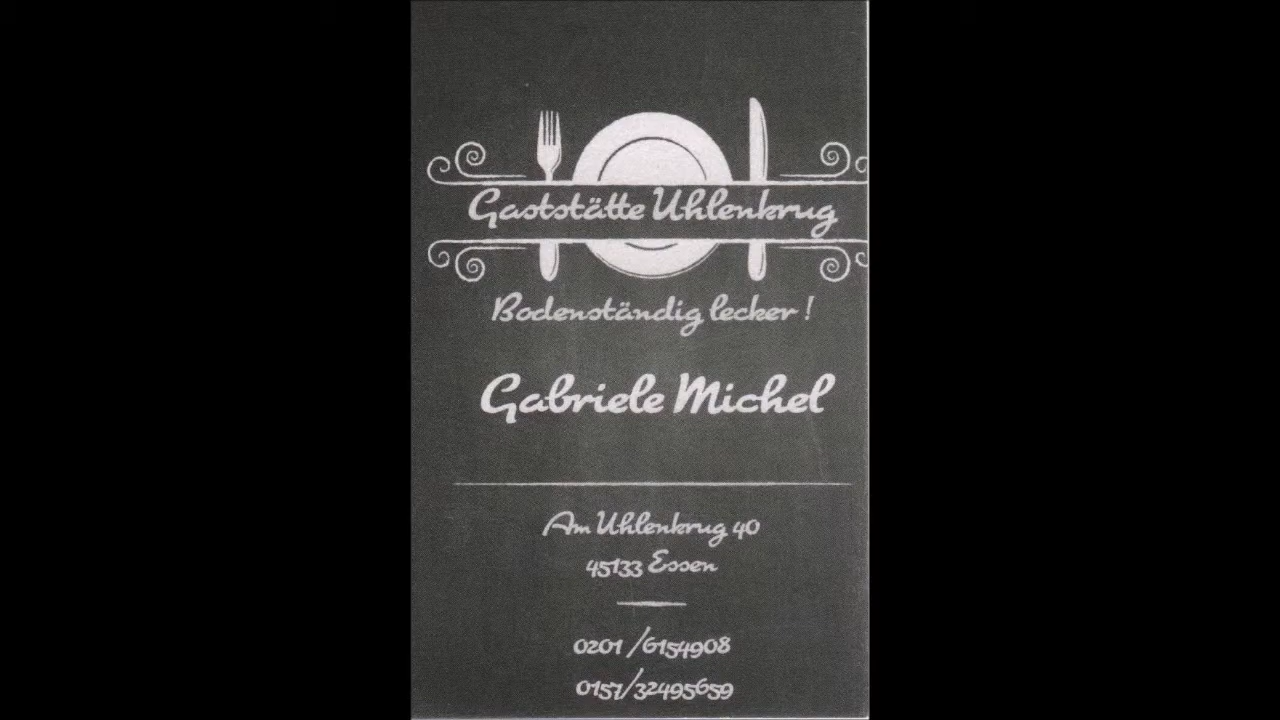 Gaststätte Uhlenkrug
Bodenständig lecker !
Gabriele Michel
Am Uhlenkrug 40
45133 Essen
0201 /6154908
0157/32495659